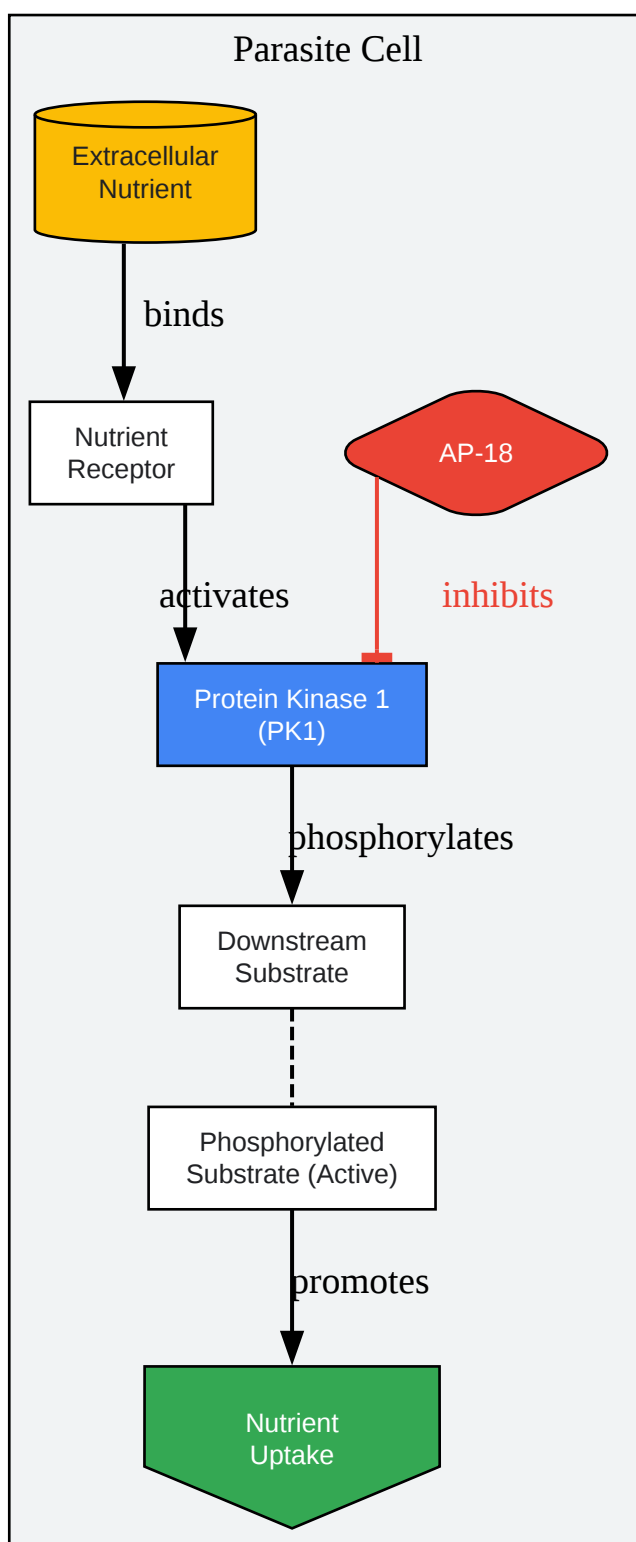 Parasite Cell
Extracellular
Nutrient
binds
Nutrient
Receptor
AP-18
activates
inhibits
Protein Kinase 1
(PK1)
phosphorylates
Downstream
Substrate
Phosphorylated
Substrate (Active)
promotes
Nutrient
Uptake